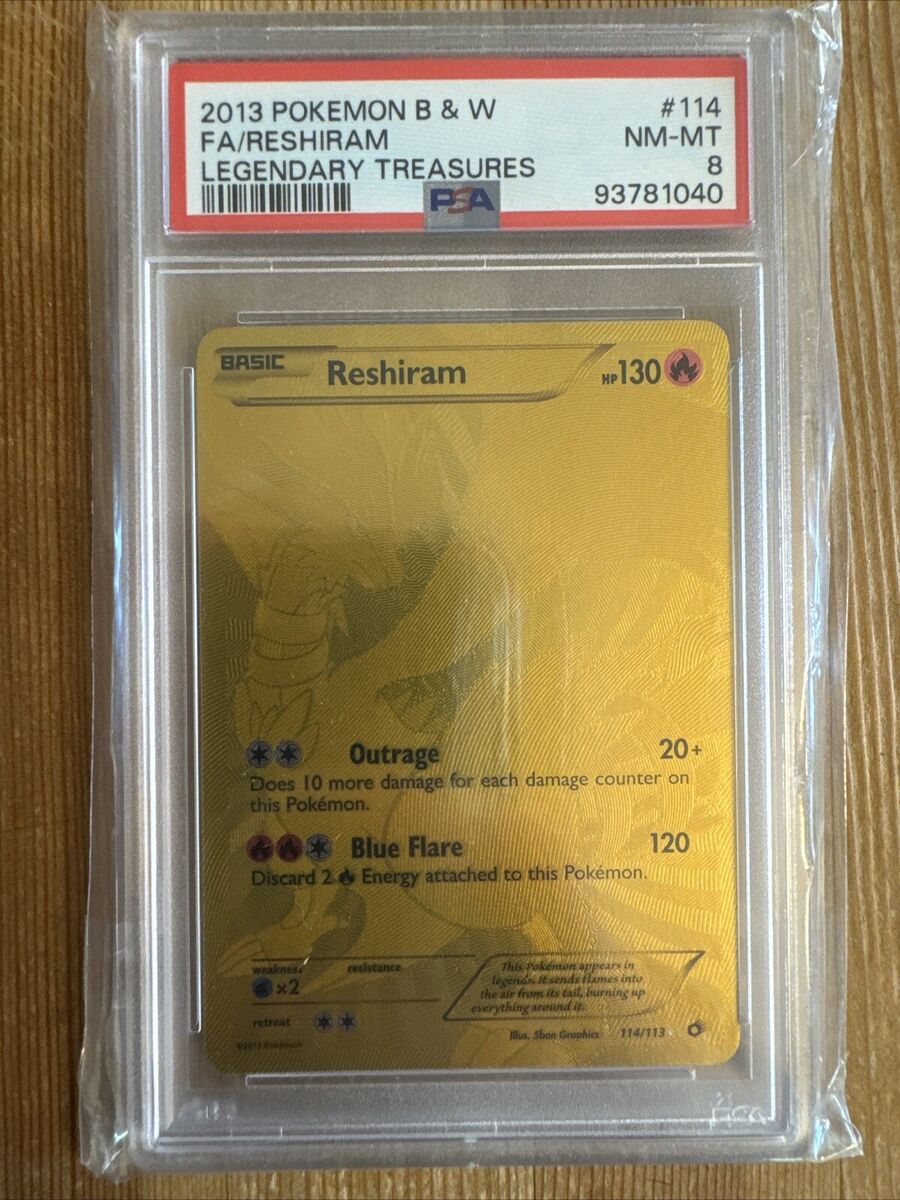 2013 POKEMON B & W #114
FA/RESHIRAM NM-MT
LEGENDARY TREASURES 8
PSA 93781040
BASIC Reshiram HP130
Outrage 20+
Does 10 more damage for each damage counter on
this Pokémon.
Blue Flare 120
Discard 2 Energy attached to this Pokémon.
weakness resistance
×2
retreat
This Pokémon appears in
legends. It sends flames into
the air from its tail, burning up
everything around it.
Illus. 5ban Graphics 114/113
©2013 Pokémon